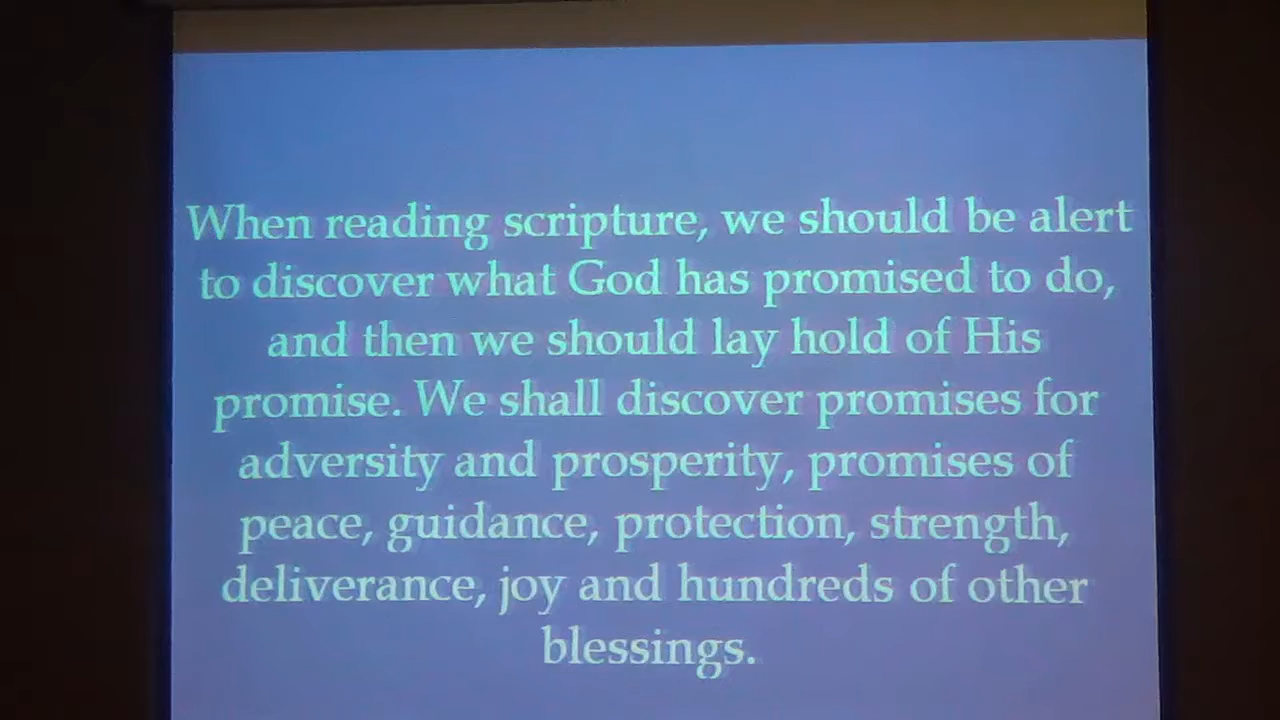 When reading scripture, we should be alert
to discover what God has promised to do,
and then we should lay hold of His
promise. We shall discover promises for
adversity and prosperity, promises of
peace, guidance, protection, strength,
deliverance, joy and hundreds of other
blessings.